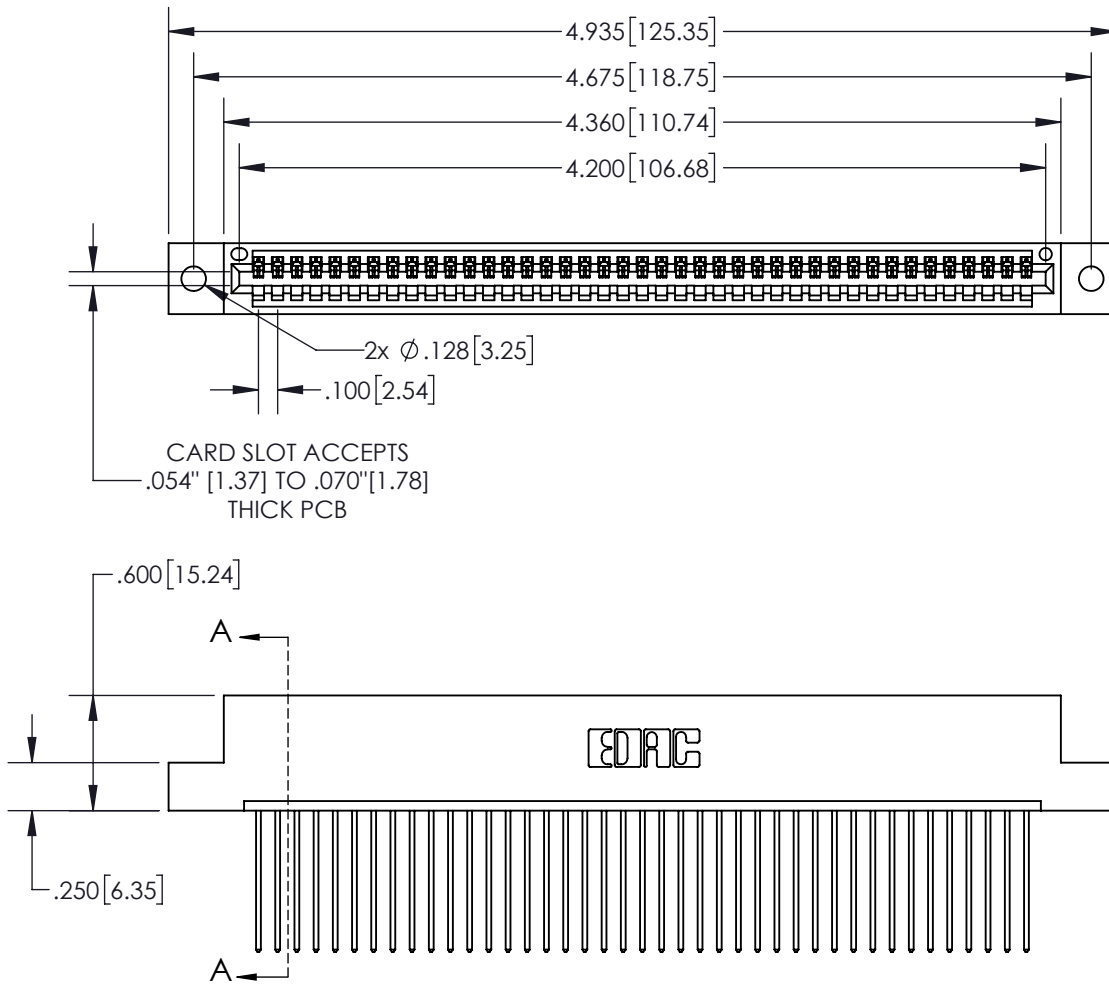 4.935[125.35]
4.675[118.75]
4.360[110.74]
4.200[106.68]
2x ∅.128[3.25]
.100[2.54]
CARD SLOT ACCEPTS
.054" [1.37] TO .070"[1.78]
THICK PCB
.600[15.24]
A
EDAC
.250[6.35]
A